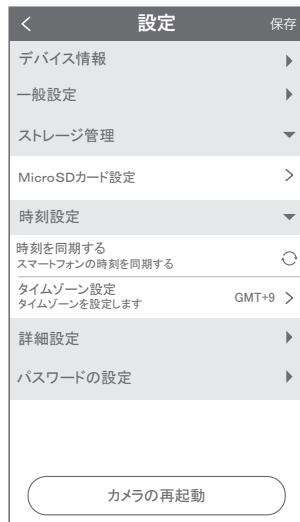 設定
保存
デバイス情報
一般設定
ストレージ管理
MicroSDカード設定
時刻設定
時刻を同期する
スマートフォンの時刻を同期する
タイムゾーン設定
タイムゾーンを設定します
GMT+9
詳細設定
パスワードの設定
カメラの再起動